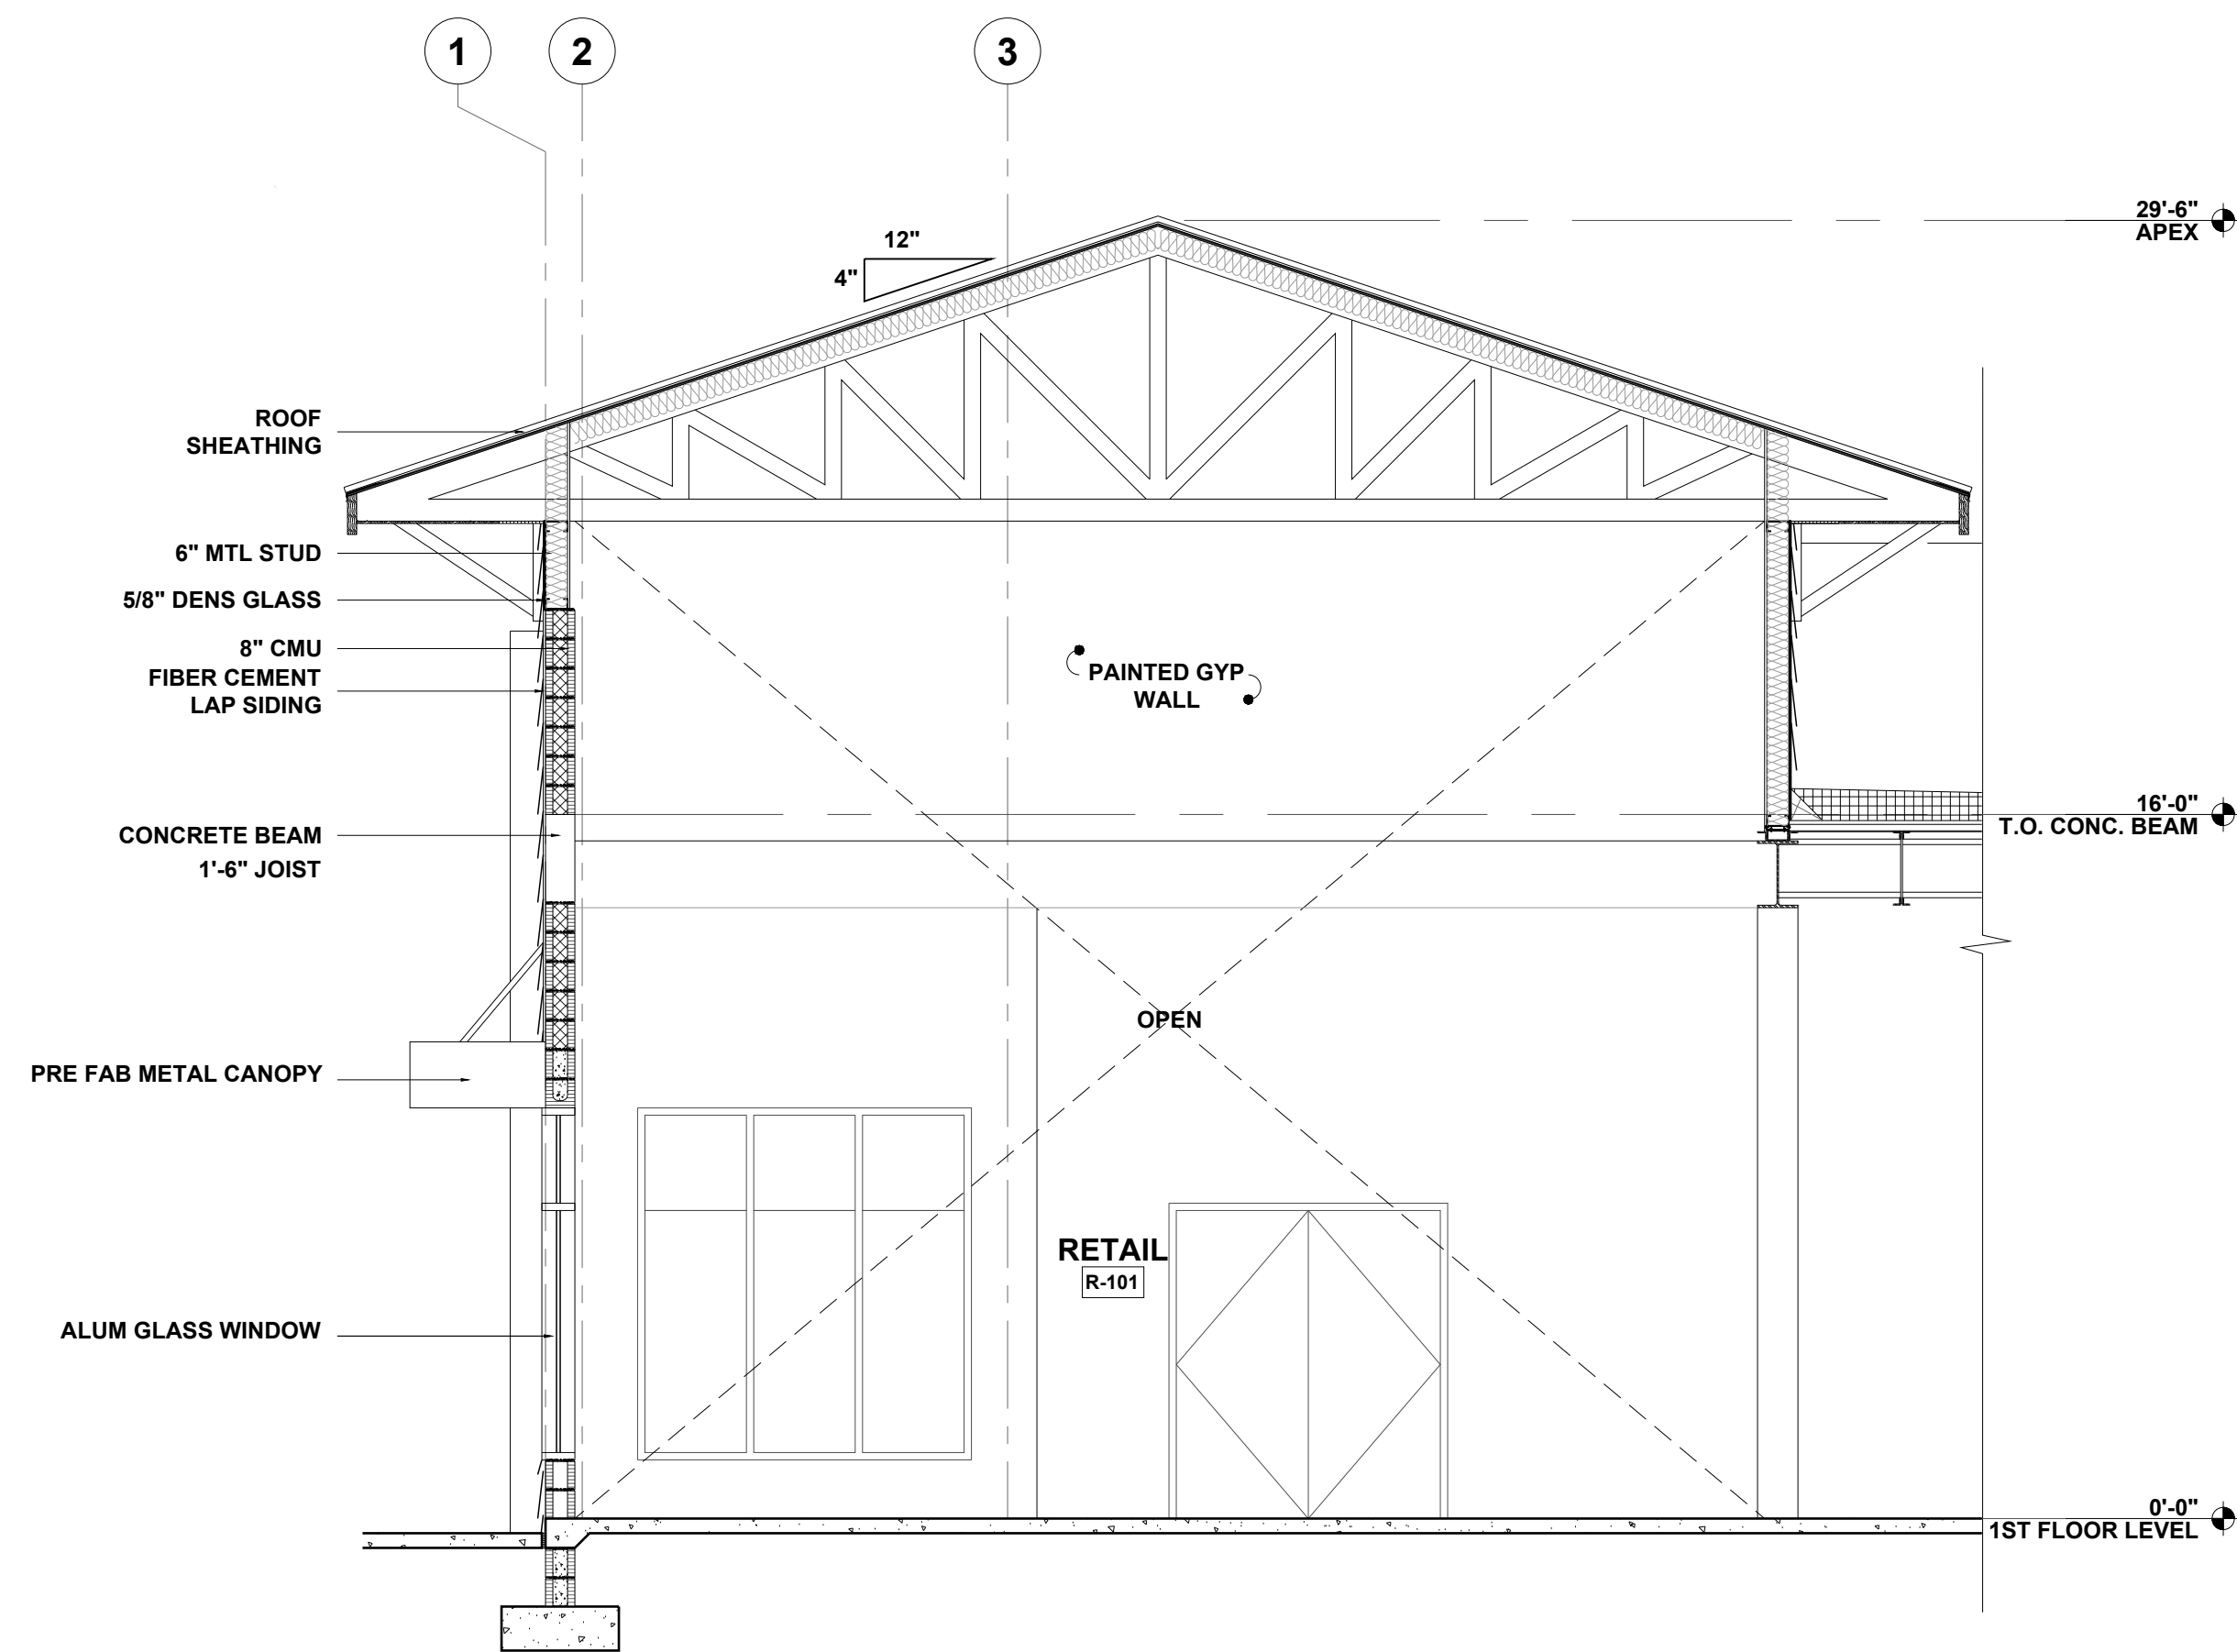 1
2
3
29'-6"
APEX
12"
4"
ROOF
SHEATHING
6" MTL STUD
5/8" DENS GLASS
8" CMU
FIBER CEMENT
LAP SIDING
PAINTED GYP
WALL
CONCRETE BEAM
1'-6" JOIST
16'-0"
T.O. CONC. BEAM
OPEN
PRE FAB METAL CANOPY
RETAIL
R-101
ALUM GLASS WINDOW
0'-0"
1ST FLOOR LEVEL